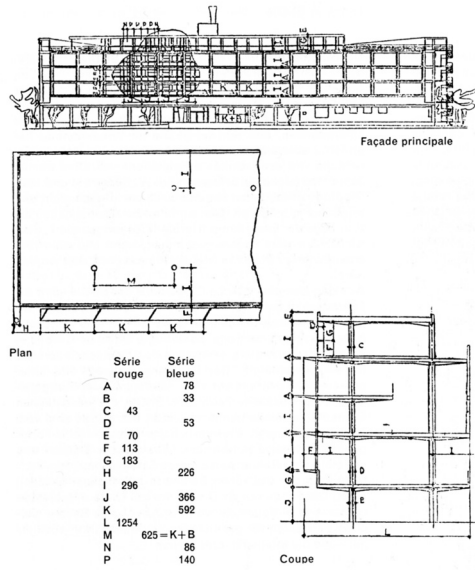 Façade principale
Plan
Série rouge Série bleue
A 78
B 33
C 43
D 53
E 70
F 113
G 183
H 226
I 296
J 366
K 592
L 1254
M 625=K+B
N 86
P 140
M
K+B
I
I
M
F
H K K K
E
I
G
F
C
A
I
A
I
A
F I I
D
A
G
J
E
L
Coupe